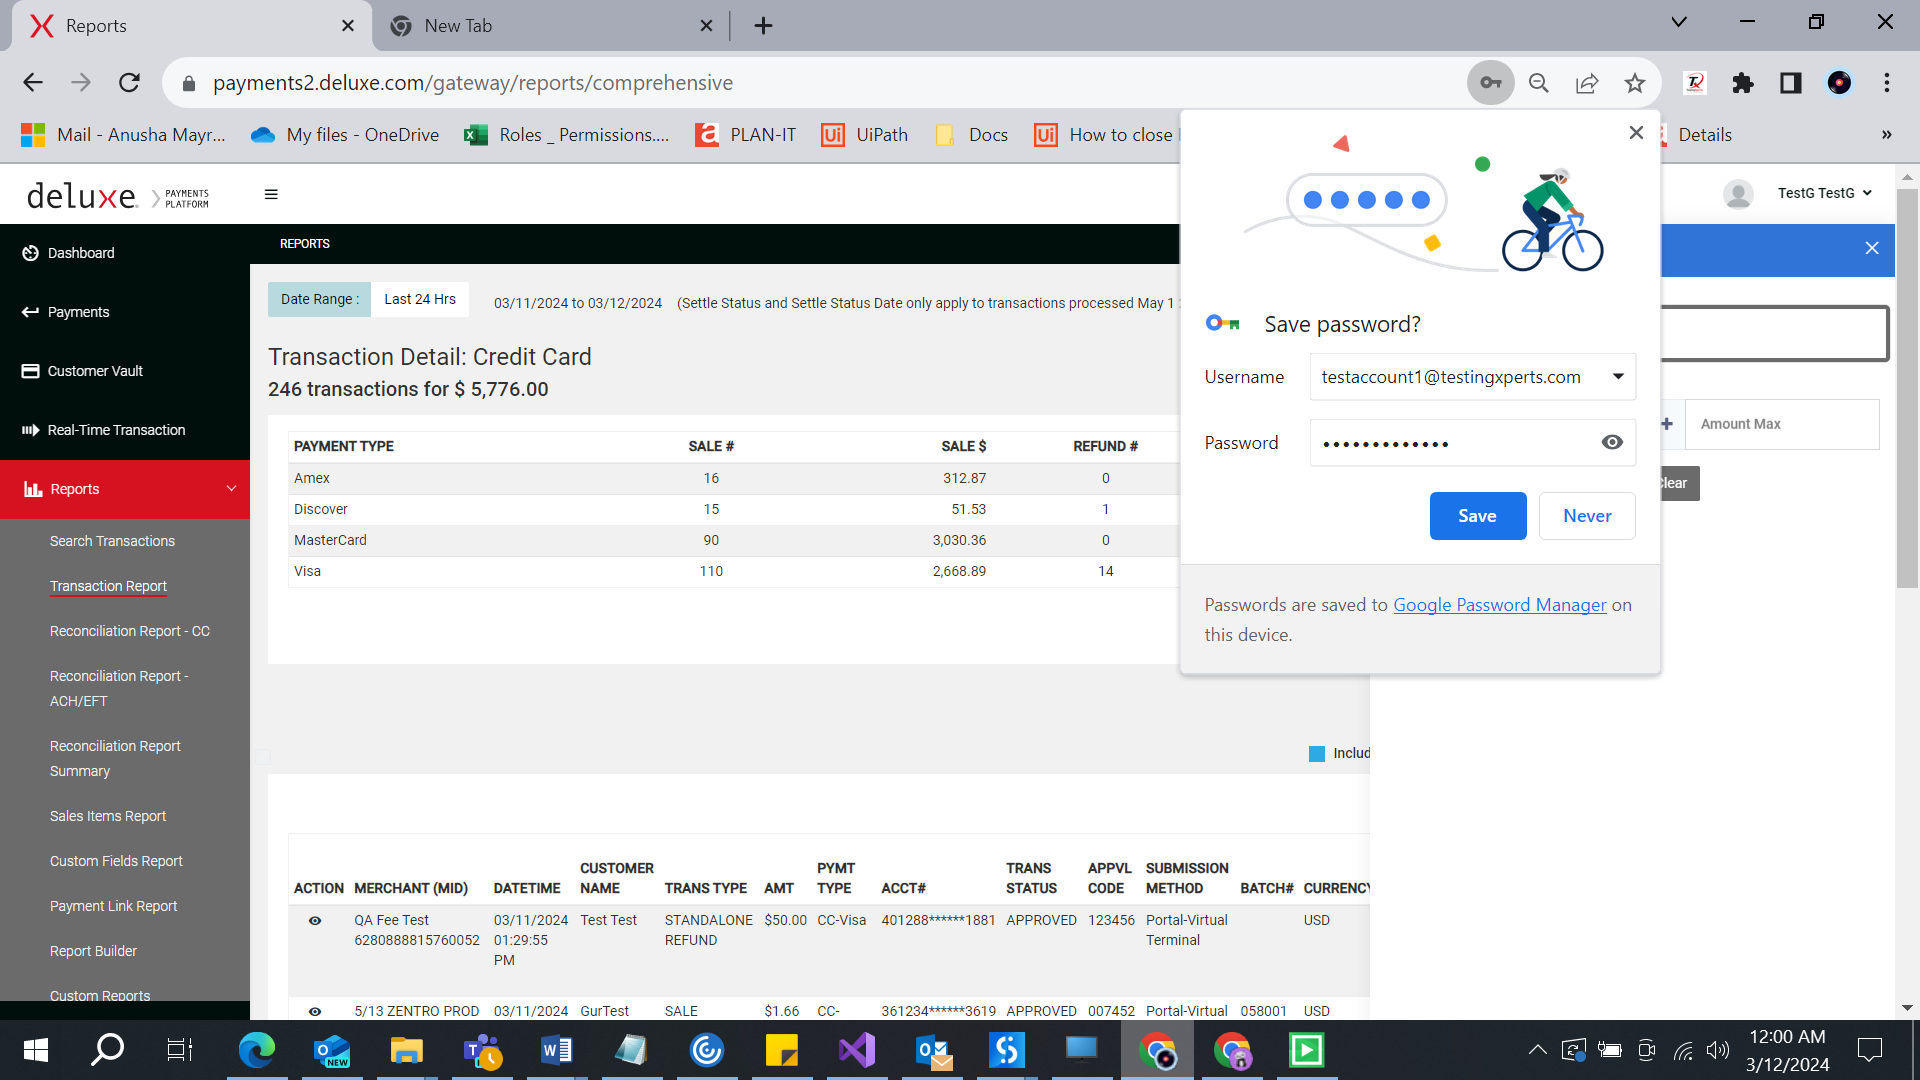 Reports
New Tab
payments2.deluxe.com/gateway/reports/comprehensive
Mail - Anusha Mayr...
My files - OneDrive
Roles _ Permissions....
PLAN-IT
UiPath
Docs
How to close
Details
»
deluxe. PAYMENTS PLATFORM
TestG TestG
Dashboard
Payments
Customer Vault
Real-Time Transaction
Reports
Search Transactions
Transaction Report
Reconciliation Report - CC
Reconciliation Report -
ACH/EFT
Reconciliation Report
Summary
Sales Items Report
Custom Fields Report
Payment Link Report
Report Builder
Custom Reports
REPORTS
Date Range : Last 24 Hrs 03/11/2024 to 03/12/2024 (Settle Status and Settle Status Date only apply to transactions processed May 1
Transaction Detail: Credit Card
246 transactions for $ 5,776.00
PAYMENT TYPE SALE # SALE $ REFUND #
Amex 16 312.87 0
Discover 15 51.53 1
MasterCard 90 3,030.36 0
Visa 110 2,668.89 14
Save password?
Username testaccount1@testingxperts.com
Password •••••••••••••
Save Never
Passwords are saved to Google Password Manager on
this device.
Amount Max
lear
Includ
ACTION MERCHANT (MID) DATETIME CUSTOMER NAME TRANS TYPE AMT PYMT TYPE ACCT# TRANS STATUS APPVL CODE SUBMISSION METHOD BATCH# CURRENCY
QA Fee Test 03/11/2024 Test Test STANDALONE $50.00 CC-Visa 401288******1881 APPROVED 123456 Portal-Virtual USD
6280888815760052 01:29:55 REFUND Terminal
PM
5/13 ZENTRO PROD 03/11/2024 GurTest SALE $1.66 CC- 361234******3619 APPROVED 007452 Portal-Virtual 058001 USD
NEW
12:00 AM
3/12/2024